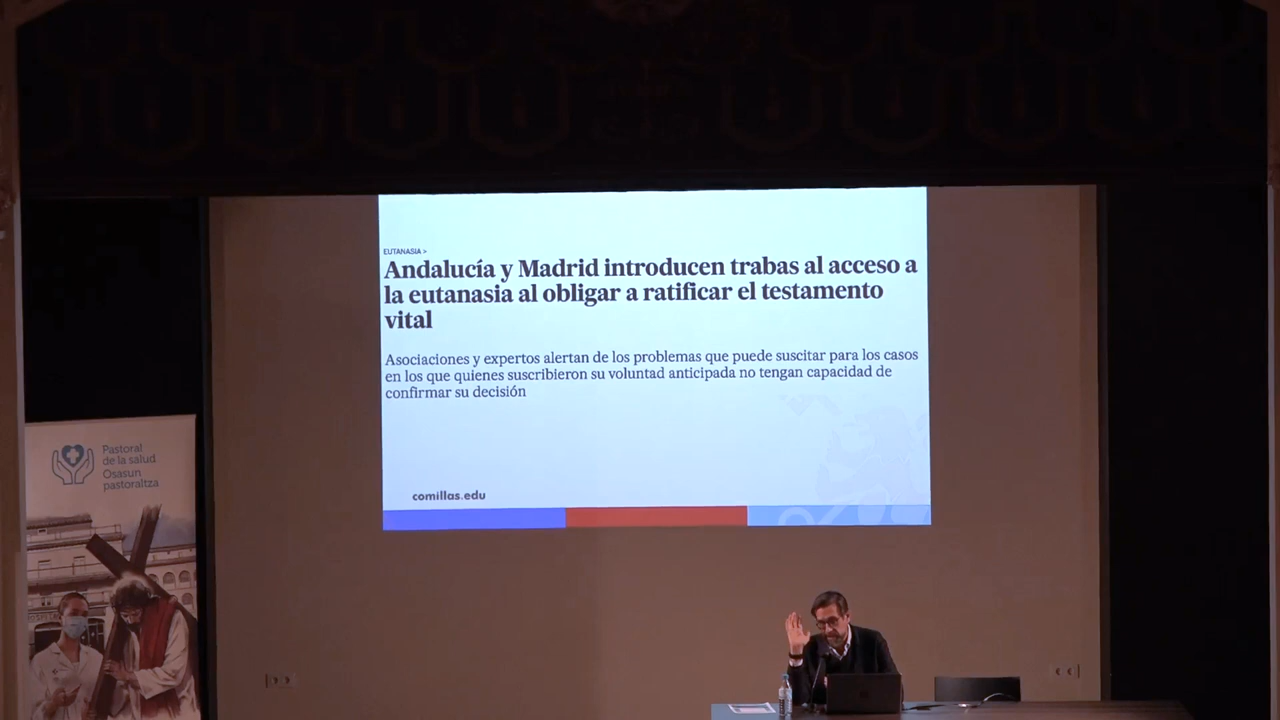 EUTANASIA >
Andalucía y Madrid introducen trabas al acceso a
la eutanasia al obligar a ratificar el testamento
vital
Asociaciones y expertos alertan de los problemas que puede suscitar para los casos
en los que quienes suscribieron su voluntad anticipada no tengan capacidad de
confirmar su decisión
comillas.edu
Pastoral
de la salud
Osasun
pastoraltza